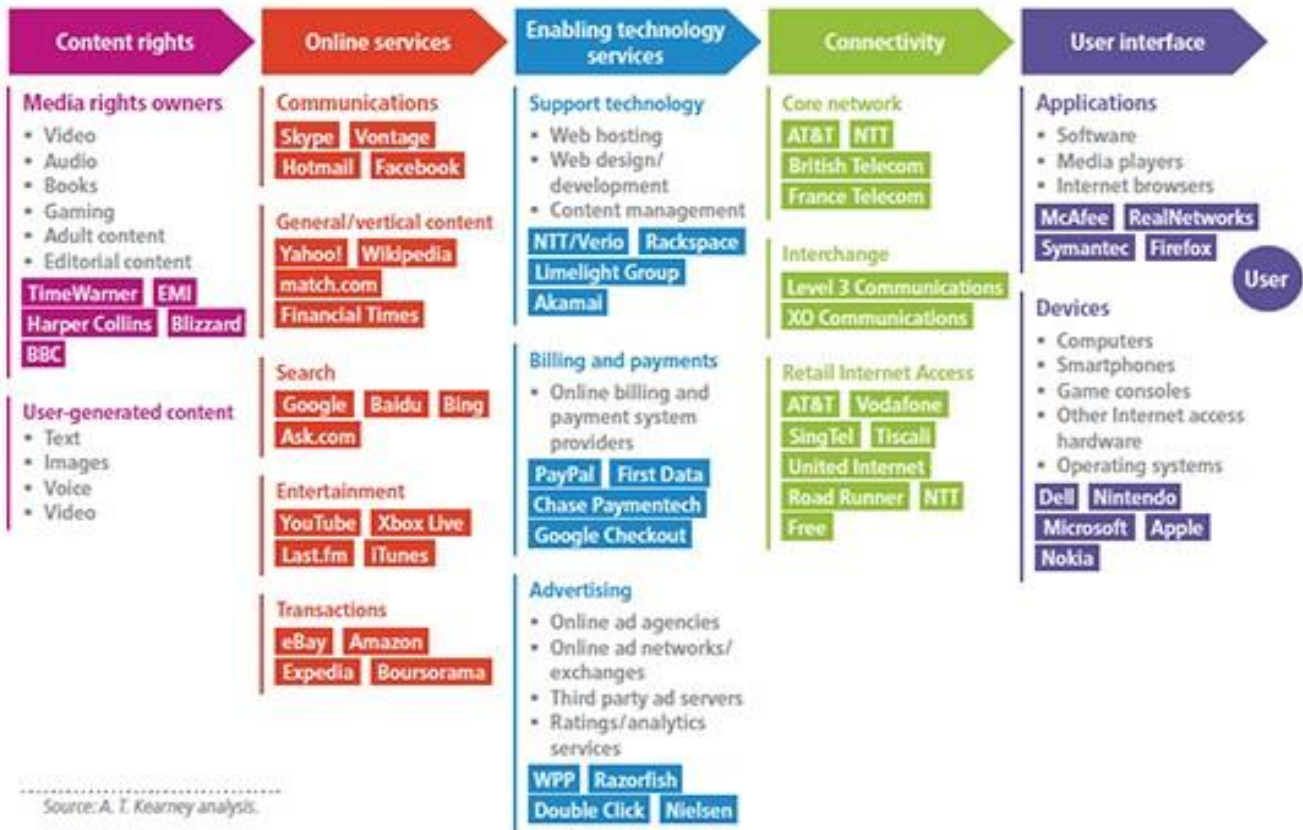 Content rights
Online services
Enabling technology
services
Connectivity
User interface
Media rights owners
• Video
• Audio
• Books
• Gaming
• Adult content
• Editorial content
TimeWarner EMI
Harper Collins Blizzard
BBC
User-generated content
• Text
• Images
• Voice
• Video
Communications
Skype Vontage
Hotmail Facebook
General/vertical content
Yahoo! Wikipedia
match.com
Financial Times
Search
Google Baidu Bing
Ask.com
Entertainment
YouTube Xbox Live
Last.fm iTunes
Transactions
eBay Amazon
Expedia Boursorama
Support technology
• Web hosting
• Web design/
development
• Content management
NTT/Verio Rackspace
Limelight Group
Akamai
Billing and payments
• Online billing and
payment system
providers
PayPal First Data
Chase Paymentech
Google Checkout
Advertising
• Online ad agencies
• Online ad networks/
exchanges
• Third party ad servers
• Ratings/analytics
services
WPP Razorfish
Double Click Nielsen
Core network
AT&T NTT
British Telecom
France Telecom
Interchange
Level 3 Communications
XO Communications
Retail Internet Access
AT&T Vodafone
SingTel Tiscali
United Internet
Road Runner NTT
Free
Applications
• Software
• Media players
• Internet browsers
McAfee RealNetworks
Symantec Firefox
User
Devices
• Computers
• Smartphones
• Game consoles
• Other Internet access
hardware
• Operating systems
Dell Nintendo
Microsoft Apple
Nokia
Source: A. T. Kearney analysis.